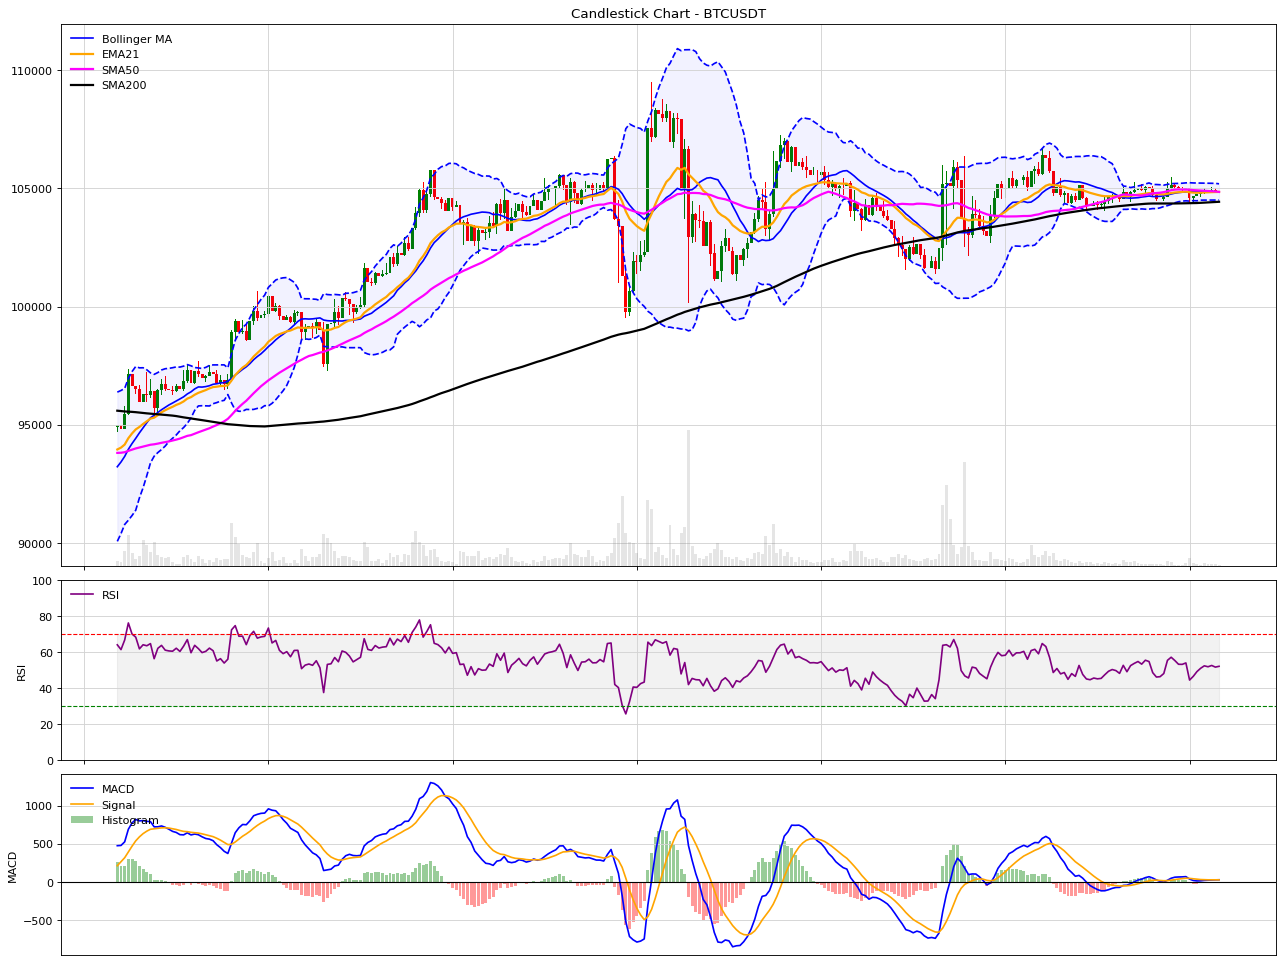 Candlestick Chart - BTCUSDT
Bollinger MA
EMA21
SMA50
SMA200
110000
105000
100000
95000
90000
100
80
60
40
20
0
RSI
RSI
1000
500
0
−500
MACD
MACD
Signal
Histogram